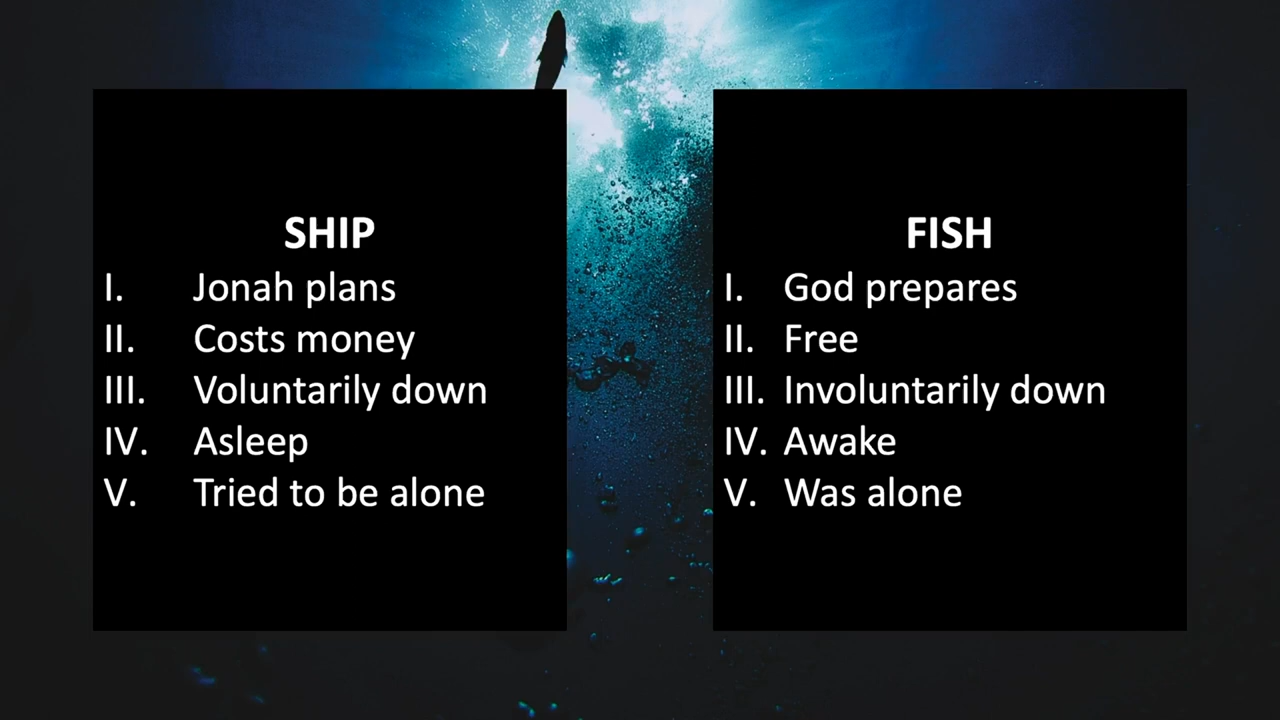 SHIP
I. Jonah plans
II. Costs money
III. Voluntarily down
IV. Asleep
V. Tried to be alone
FISH
I. God prepares
II. Free
III. Involuntarily down
IV. Awake
V. Was alone